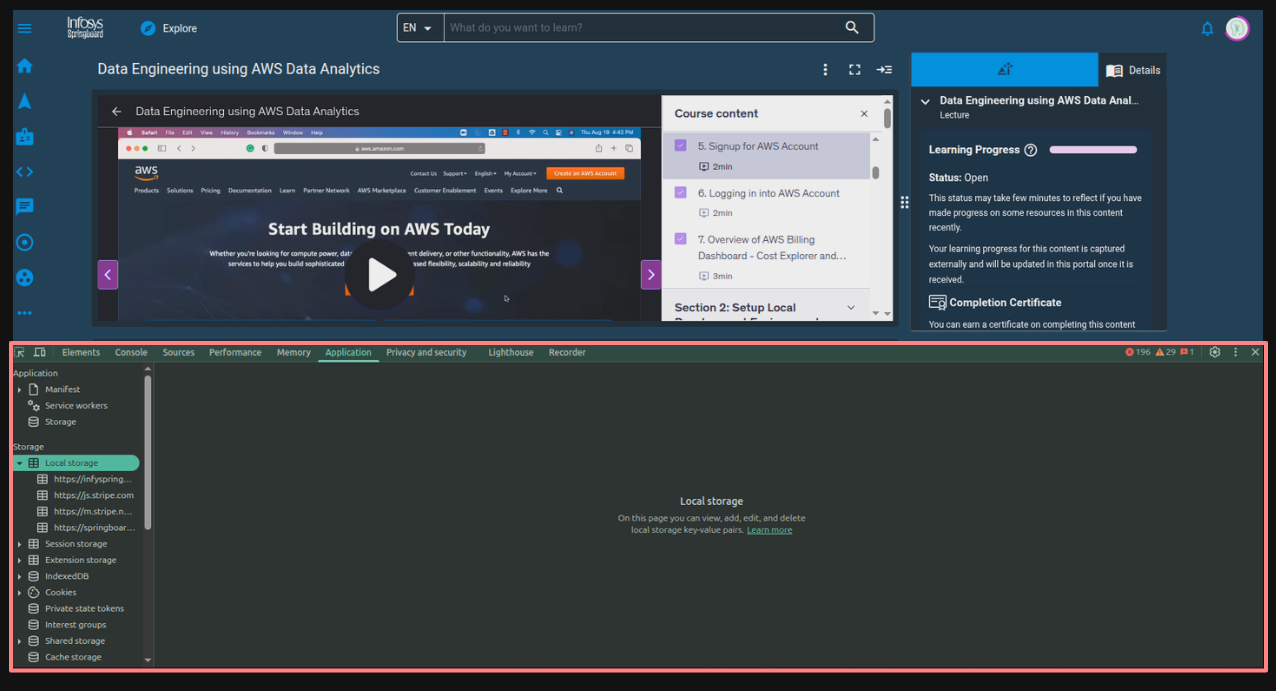 Infosys
Springboard
Explore
EN
What do you want to learn?
Data Engineering using AWS Data Analytics
Details
Data Engineering using AWS Data Analytics
Safari File Edit View History Bookmarks Window Help
Thu Aug 19 4:42 PM
aws.amazon.com
aws
Contact Us Support English My Account Create an AWS Account
Products Solutions Pricing Documentation Learn Partner Network AWS Marketplace Customer Enablement Events Explore More
Start Building on AWS Today
Whether you're looking for compute power, dat nt delivery, or other functionality, AWS has the
services to help you build sophisticated ased flexibility, scalability and reliability
Course content
5. Signup for AWS Account
2min
6. Logging in into AWS Account
2min
7. Overview of AWS Billing
Dashboard - Cost Explorer and...
3min
Section 2: Setup Local
Data Engineering using AWS Data Anal...
Lecture
Learning Progress
Status: Open
This status may take few minutes to reflect if you have
made progress on some resources in this content
recently.
Your learning progress for this content is captured
externally and will be updated in this portal once it is
received.
Completion Certificate
You can earn a certificate on completing this content
Elements Console Sources Performance Memory Application Privacy and security Lighthouse Recorder
196 29 1
Application
Manifest
Service workers
Storage
Storage
Local storage
https://infyspring...
https://js.stripe.com
https://m.stripe.n...
https://springboar...
Session storage
Extension storage
IndexedDB
Cookies
Private state tokens
Interest groups
Shared storage
Cache storage
Local storage
On this page you can view, add, edit, and delete
local storage key-value pairs. Learn more